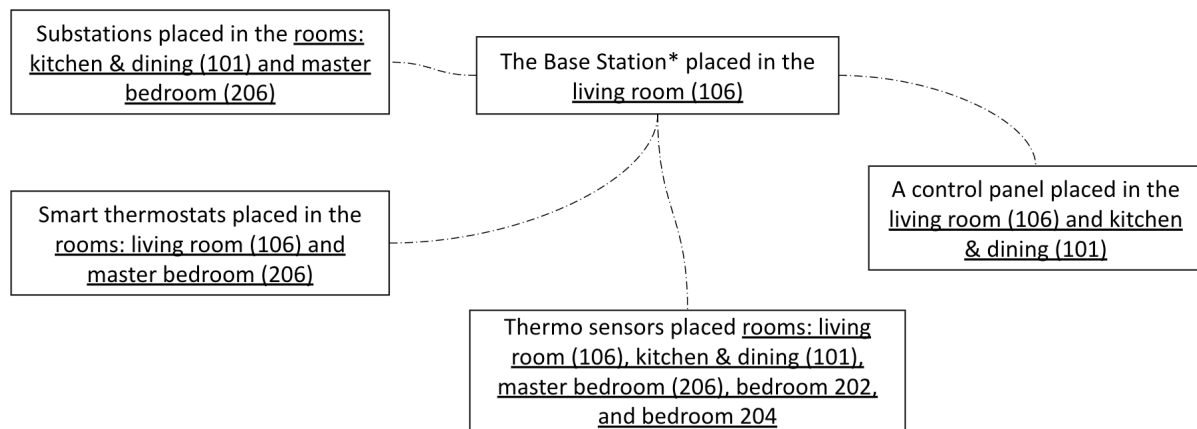 Substations placed in the rooms:
kitchen & dining (101) and master
bedroom (206)
The Base Station* placed in the
living room (106)
A control panel placed in the
living room (106) and kitchen
& dining (101)
Smart thermostats placed in the
rooms: living room (106) and
master bedroom (206)
Thermo sensors placed rooms: living
room (106), kitchen & dining (101),
master bedroom (206), bedroom 202,
and bedroom 204